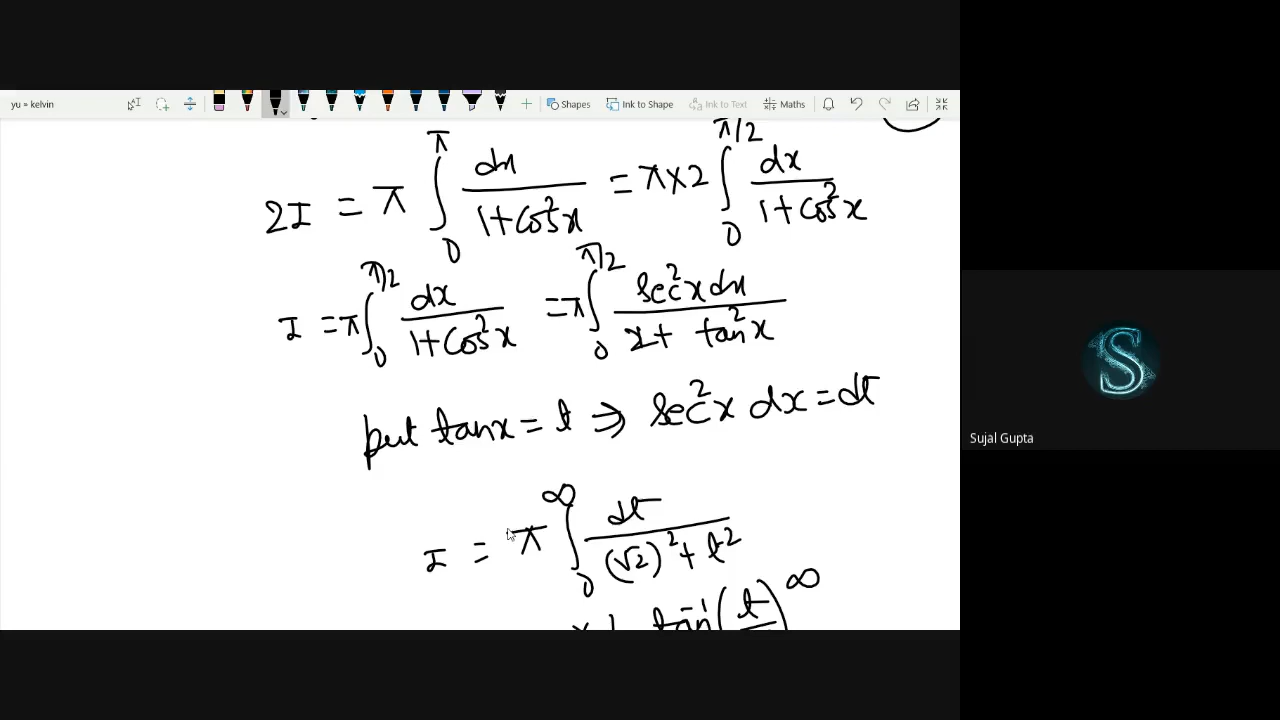 yu » kelvin
Shapes Ink to Shape Ink to Text Maths
2I = π ∫₀^π dx/(1+cos²x) = π×2 ∫₀^(π/2) dx/(1+cos²x)
I = π ∫₀^(π/2) dx/(1+cos²x) = π ∫₀^(π/2) sec²x dx/(2+tan²x)
put tanx = t ⇒ sec²x dx = dt
I = π ∫₀^∞ dt/((√2)²+t²)
tan⁻¹(t ∞
Sujal Gupta